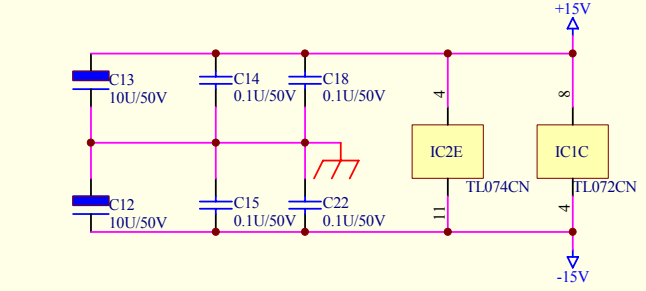 +15V
C13
10U/50V
C14
0.1U/50V
C18
0.1U/50V
4
8
IC2E
IC1C
TL074CN
TL072CN
C12
10U/50V
C15
0.1U/50V
C22
0.1U/50V
11
4
-15V